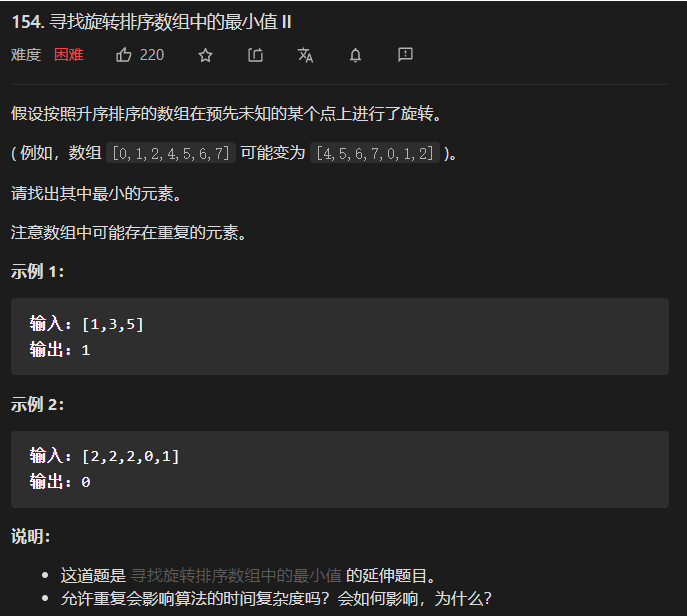 154. 寻找旋转排序数组中的最小值 II
难度 困难 220
假设按照升序排序的数组在预先未知的某个点上进行了旋转。
( 例如，数组 [0,1,2,4,5,6,7] 可能变为 [4,5,6,7,0,1,2] )。
请找出其中最小的元素。
注意数组中可能存在重复的元素。
示例 1：
输入：[1,3,5]
输出：1
示例 2：
输入：[2,2,2,0,1]
输出：0
说明：
• 这道题是 寻找旋转排序数组中的最小值 的延伸题目。
• 允许重复会影响算法的时间复杂度吗？会如何影响，为什么？